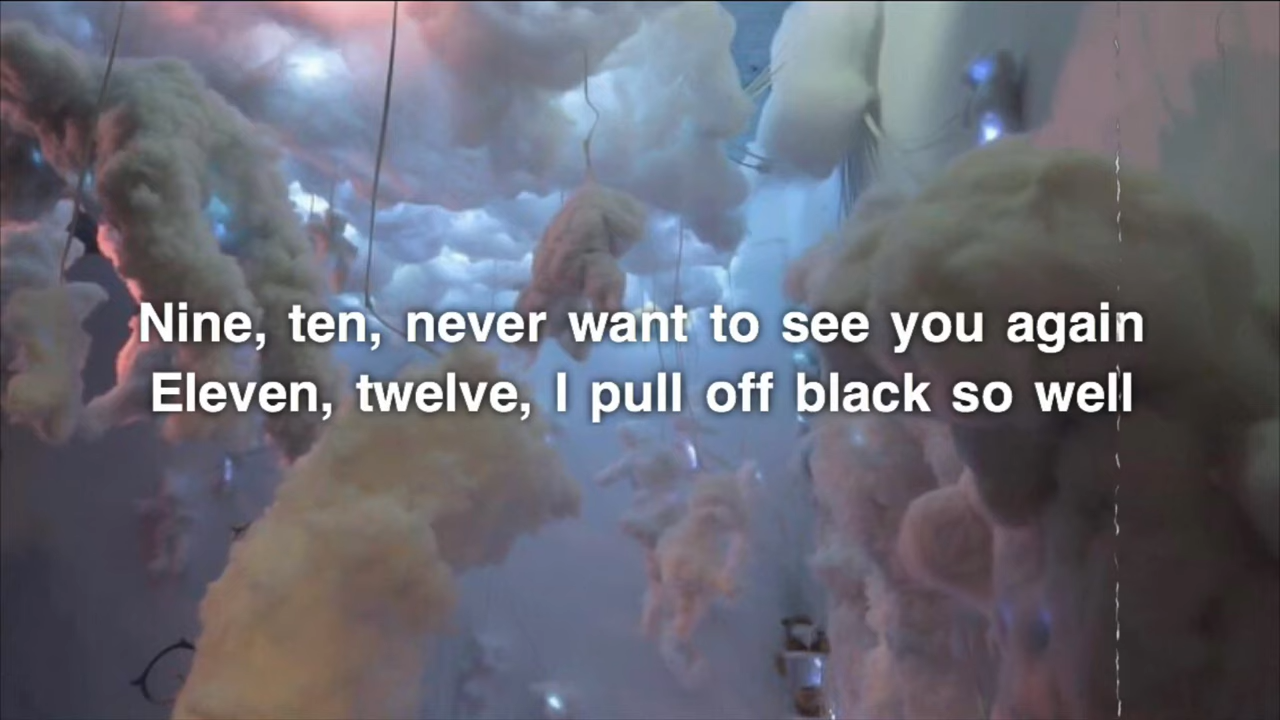 Nine, ten, never want to see you again
Eleven, twelve, I pull off black so well